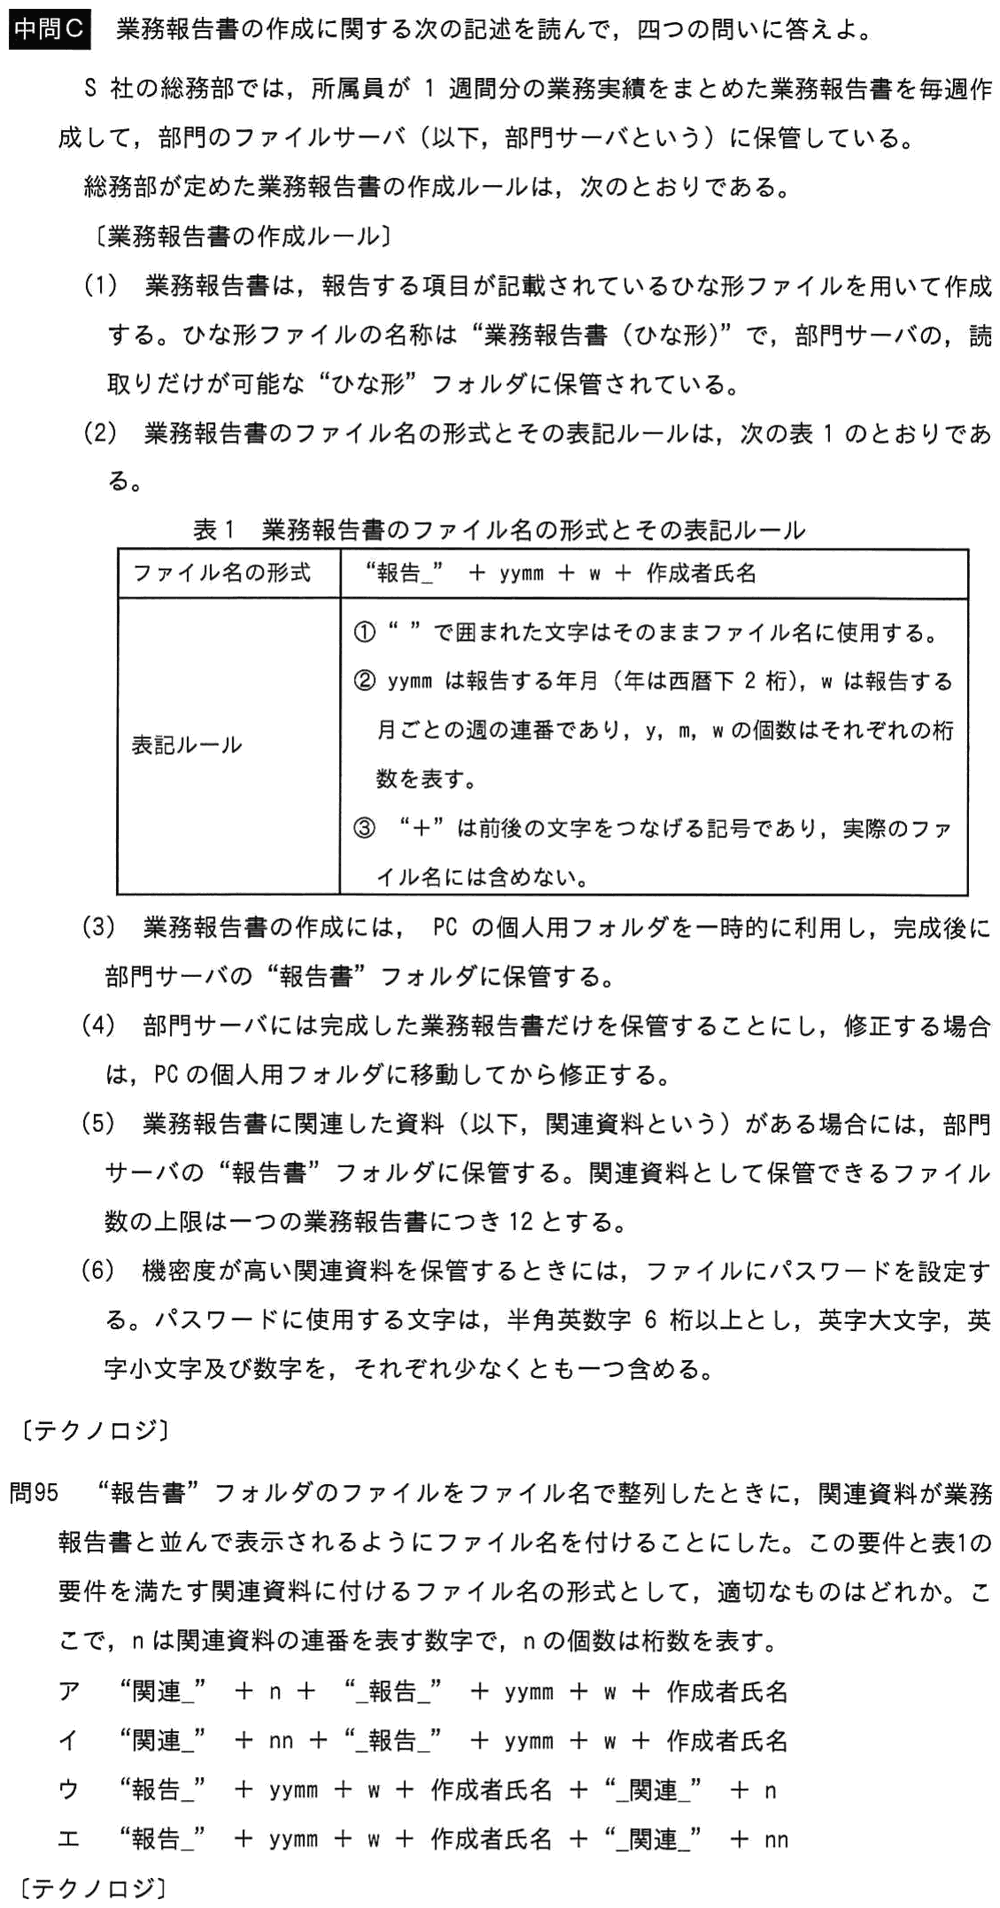 中問C 業務報告書の作成に関する次の記述を読んで，四つの問いに答えよ。
S 社の総務部では，所属員が 1 週間分の業務実績をまとめた業務報告書を毎週作
成して，部門のファイルサーバ（以下，部門サーバという）に保管している。
総務部が定めた業務報告書の作成ルールは，次のとおりである。
〔業務報告書の作成ルール〕
(1) 業務報告書は，報告する項目が記載されているひな形ファイルを用いて作成
する。ひな形ファイルの名称は“業務報告書（ひな形）”で，部門サーバの，読
取りだけが可能な“ひな形”フォルダに保管されている。
(2) 業務報告書のファイル名の形式とその表記ルールは，次の表 1 のとおりであ
る。
表１ 業務報告書のファイル名の形式とその表記ルール
ファイル名の形式 “報告_” ＋ yymm ＋ w ＋ 作成者氏名
表記ルール
① “ ” で囲まれた文字はそのままファイル名に使用する。
② yymm は報告する年月（年は西暦下 2 桁），w は報告する
月ごとの週の連番であり，y，m，w の個数はそれぞれの桁
数を表す。
③ “＋”は前後の文字をつなげる記号であり，実際のファ
イル名には含めない。
(3) 業務報告書の作成には， PC の個人用フォルダを一時的に利用し，完成後に
部門サーバの“報告書”フォルダに保管する。
(4) 部門サーバには完成した業務報告書だけを保管することにし，修正する場合
は，PC の個人用フォルダに移動してから修正する。
(5) 業務報告書に関連した資料（以下，関連資料という）がある場合には，部門
サーバの“報告書”フォルダに保管する。関連資料として保管できるファイル
数の上限は一つの業務報告書につき 12 とする。
(6) 機密度が高い関連資料を保管するときには，ファイルにパスワードを設定す
る。パスワードに使用する文字は，半角英数字 6 桁以上とし，英字大文字，英
字小文字及び数字を，それぞれ少なくとも一つ含める。
〔テクノロジ〕
問95 “報告書”フォルダのファイルをファイル名で整列したときに，関連資料が業務
報告書と並んで表示されるようにファイル名を付けることにした。この要件と表1の
要件を満たす関連資料に付けるファイル名の形式として，適切なものはどれか。こ
こで，n は関連資料の連番を表す数字で，n の個数は桁数を表す。
ア “関連_” ＋ n ＋ “_報告_” ＋ yymm ＋ w ＋ 作成者氏名
イ “関連_” ＋ nn ＋ “_報告_” ＋ yymm ＋ w ＋ 作成者氏名
ウ “報告_” ＋ yymm ＋ w ＋ 作成者氏名 ＋ “_関連_” ＋ n
エ “報告_” ＋ yymm ＋ w ＋ 作成者氏名 ＋ “_関連_” ＋ nn
〔テクノロジ〕